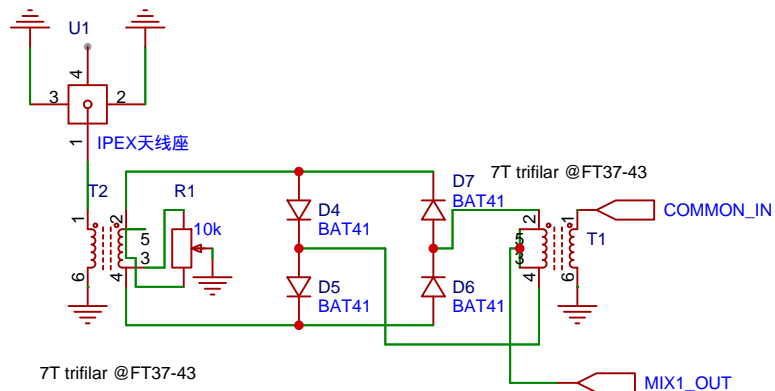 U1
4
3
2
1
IPEX天线座
T2
R1
D7
7T trifilar @FT37-43
BAT41
1
2
D4
2
1
COMMON_IN
10k
BAT41
5
5
T1
3
3
D5
D6
6
4
BAT41
BAT41
4
6
7T trifilar @FT37-43
MIX1_OUT